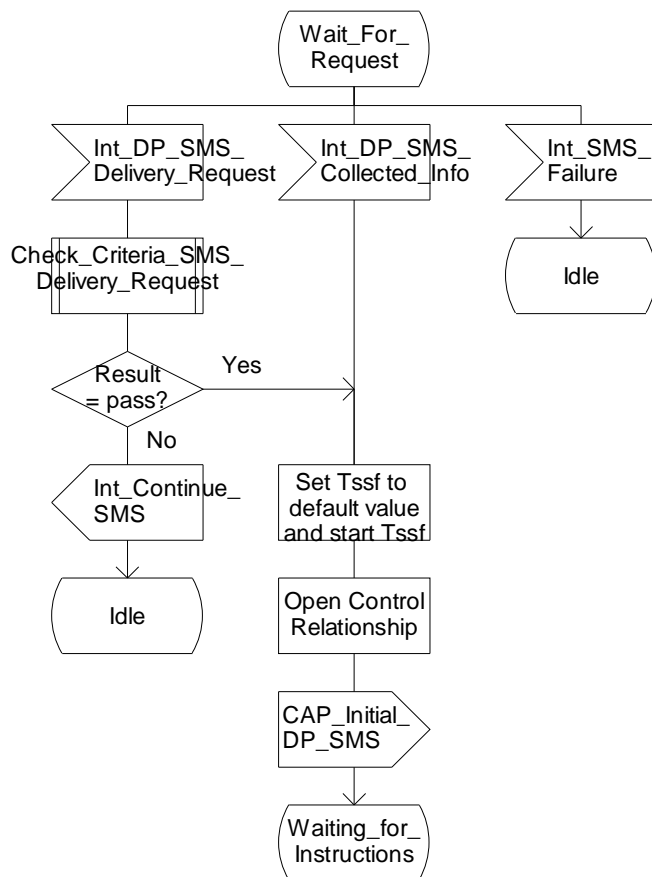 Wait_For_
Request
Int_DP_SMS_
Delivery_Request
Int_DP_SMS_
Collected_Info
Int_SMS_
Failure
Check_Criteria_SMS_
Delivery_Request
Idle
Result
= pass?
Yes
No
Int_Continue_
SMS
Set Tssf to
default value
and start Tssf
Idle
Open Control
Relationship
CAP_Initial_
DP_SMS
Waiting_for_
Instructions